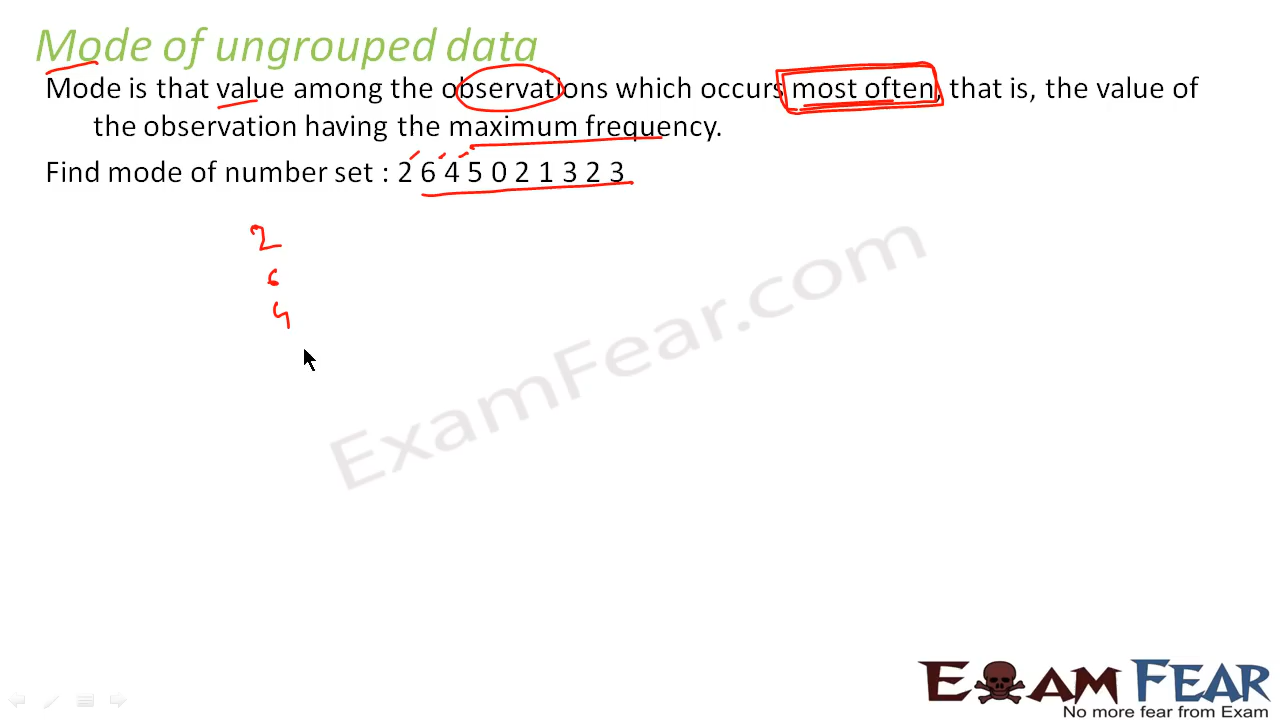 Mode of ungrouped data
Mode is that value among the observations which occurs most often, that is, the value of
the observation having the maximum frequency.
Find mode of number set : 2 6 4 5 0 2 1 3 2 3
2
6
4
ExamFear.com
EXAM FEAR
No more fear from Exam